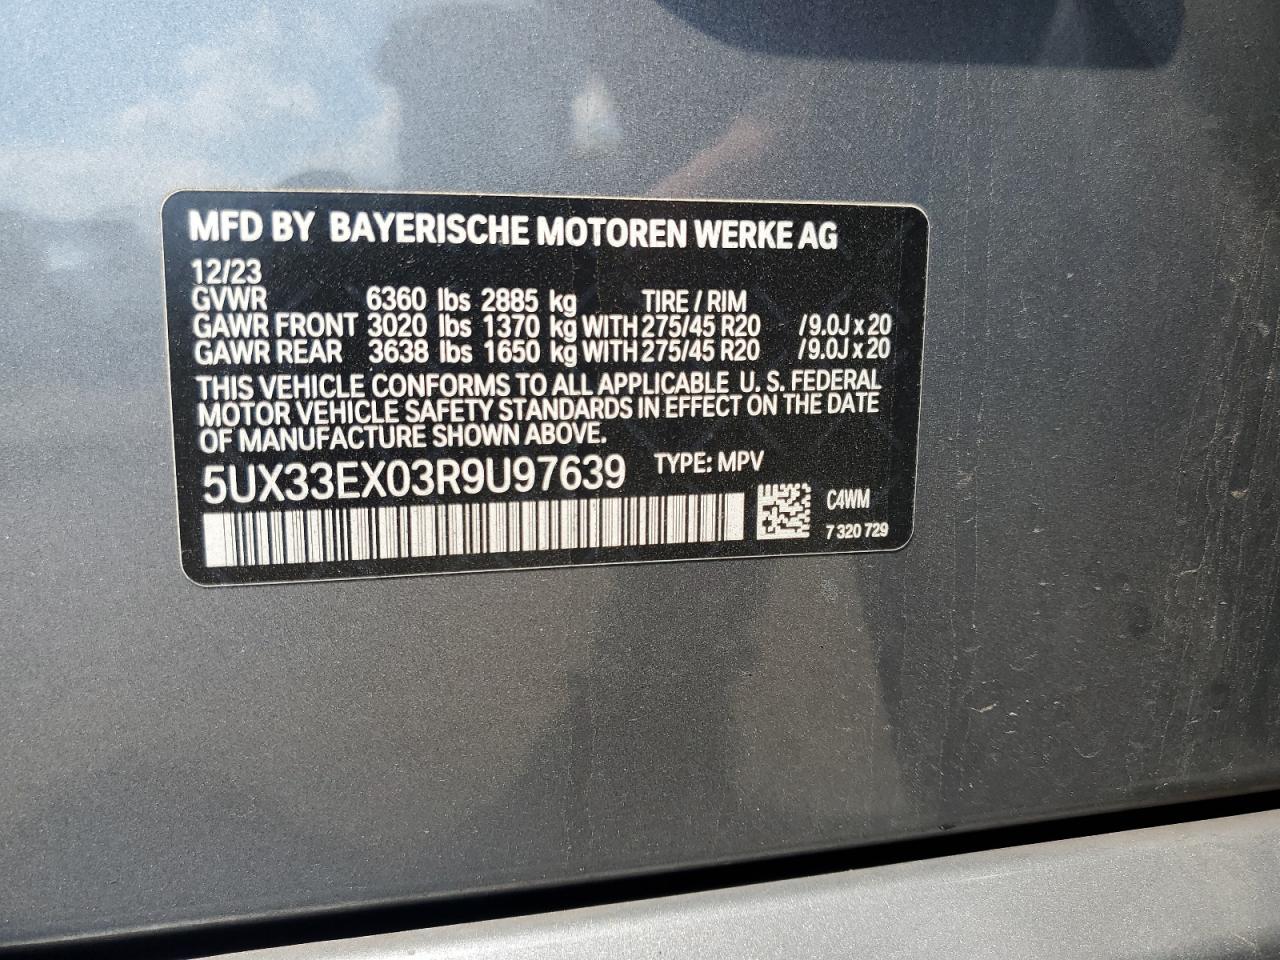 MFD BY BAYERISCHE MOTOREN WERKE AG
12/23
GVWR 6360 lbs 2885 kg TIRE / RIM
GAWR FRONT 3020 lbs 1370 kg WITH 275/45 R20 /9.0J x 20
GAWR REAR 3638 lbs 1650 kg WITH 275/45 R20 /9.0J x 20
THIS VEHICLE CONFORMS TO ALL APPLICABLE U. S. FEDERAL
MOTOR VEHICLE SAFETY STANDARDS IN EFFECT ON THE DATE
OF MANUFACTURE SHOWN ABOVE.
5UX33EX03R9U97639 TYPE: MPV
C4WM
7 320 729